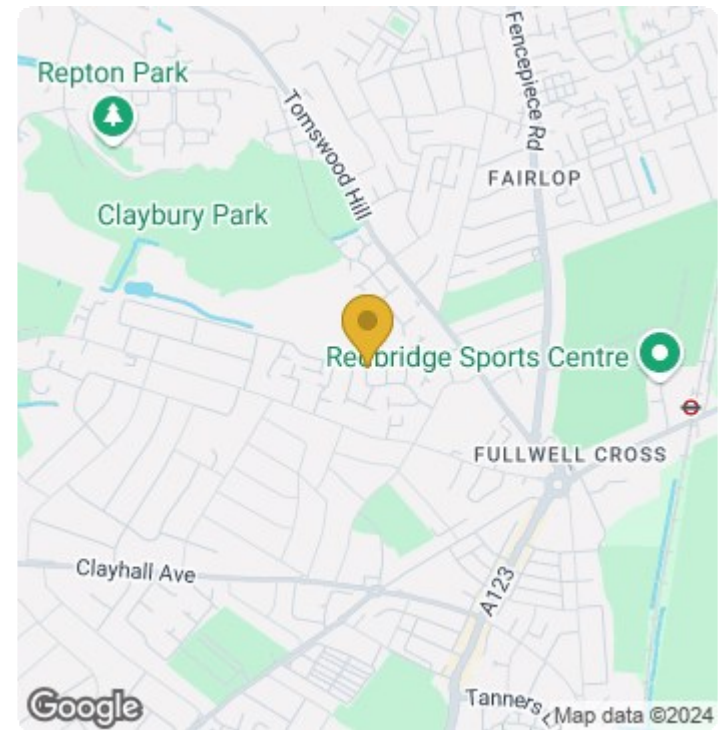 Repton Park
Fencepiece Rd
Tomswood Hill
FAIRLOP
Claybury Park
Redbridge Sports Centre
FULLWELL CROSS
Clayhall Ave
A123
Tanners
Google
Map data ©2024